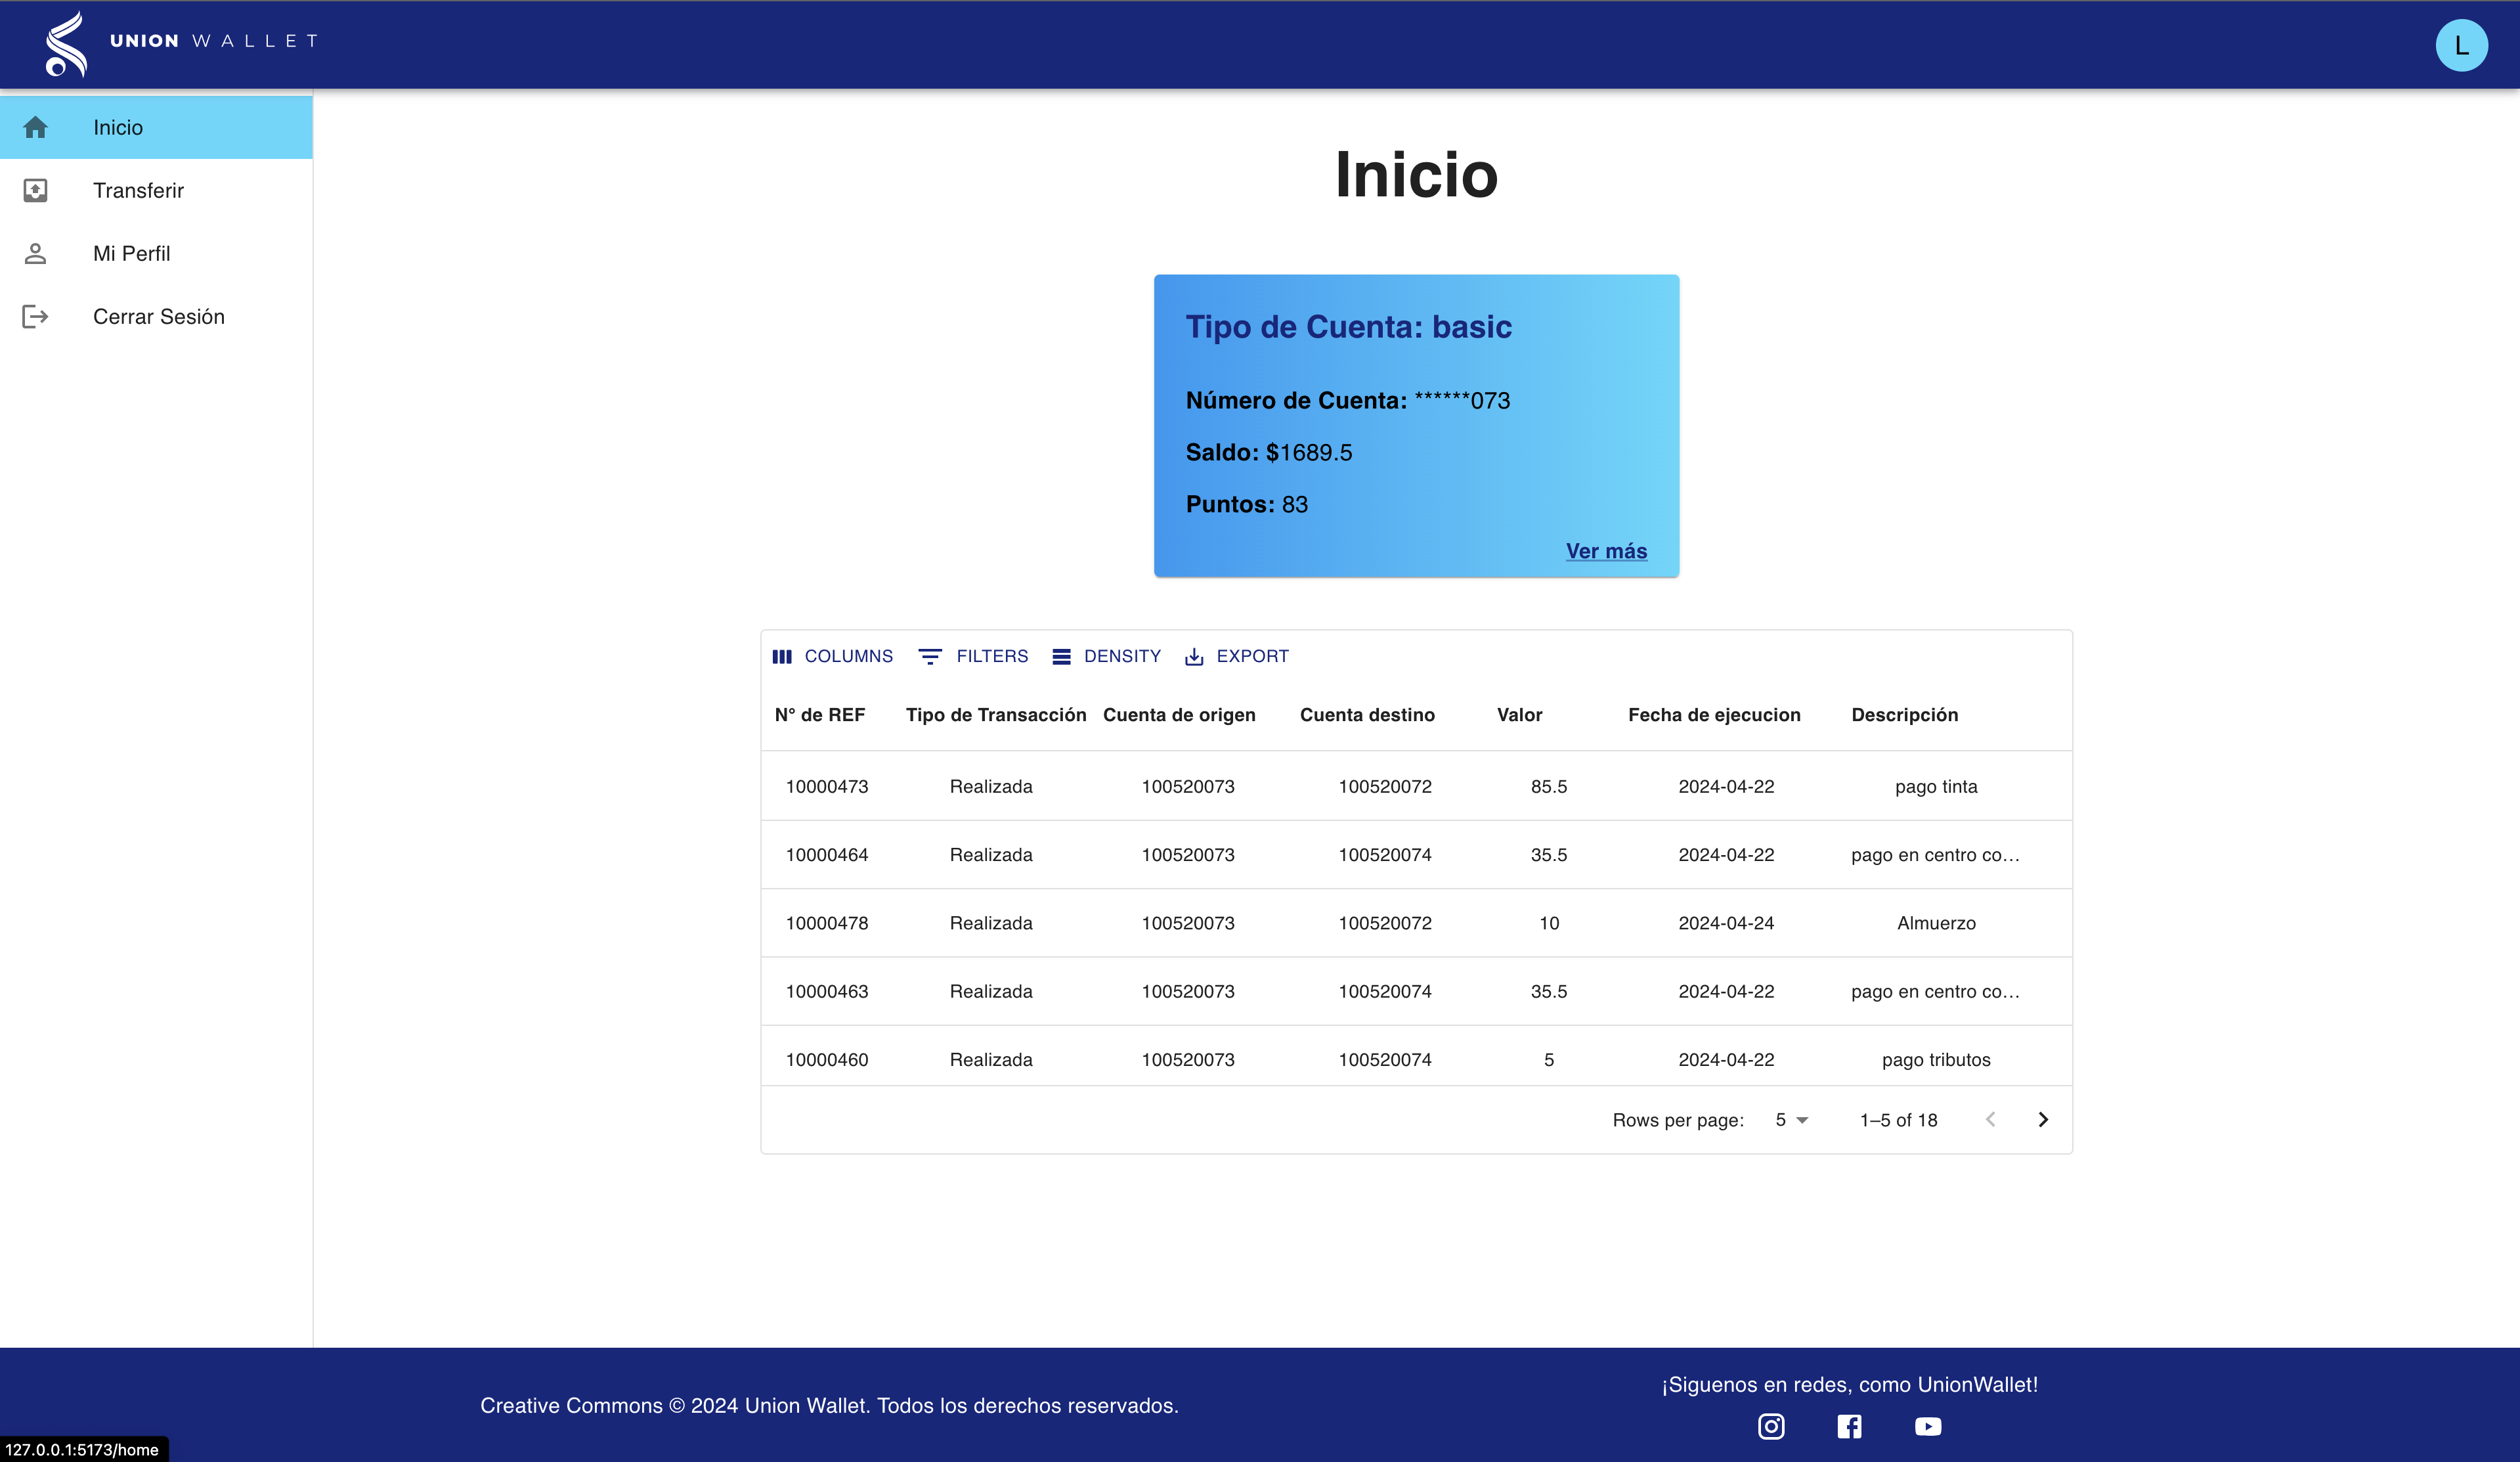 UNION WALLET
L
Inicio
Transferir
Mi Perfil
Cerrar Sesión
Inicio
Tipo de Cuenta: basic
Número de Cuenta: ******073
Saldo: $1689.5
Puntos: 83
Ver más
COLUMNS FILTERS DENSITY EXPORT
N° de REF Tipo de Transacción Cuenta de origen Cuenta destino Valor Fecha de ejecucion Descripción
10000473 Realizada 100520073 100520072 85.5 2024-04-22 pago tinta
10000464 Realizada 100520073 100520074 35.5 2024-04-22 pago en centro co…
10000478 Realizada 100520073 100520072 10 2024-04-24 Almuerzo
10000463 Realizada 100520073 100520074 35.5 2024-04-22 pago en centro co…
10000460 Realizada 100520073 100520074 5 2024-04-22 pago tributos
Rows per page: 5 1–5 of 18
Creative Commons © 2024 Union Wallet. Todos los derechos reservados.
¡Siguenos en redes, como UnionWallet!
127.0.0.1:5173/home